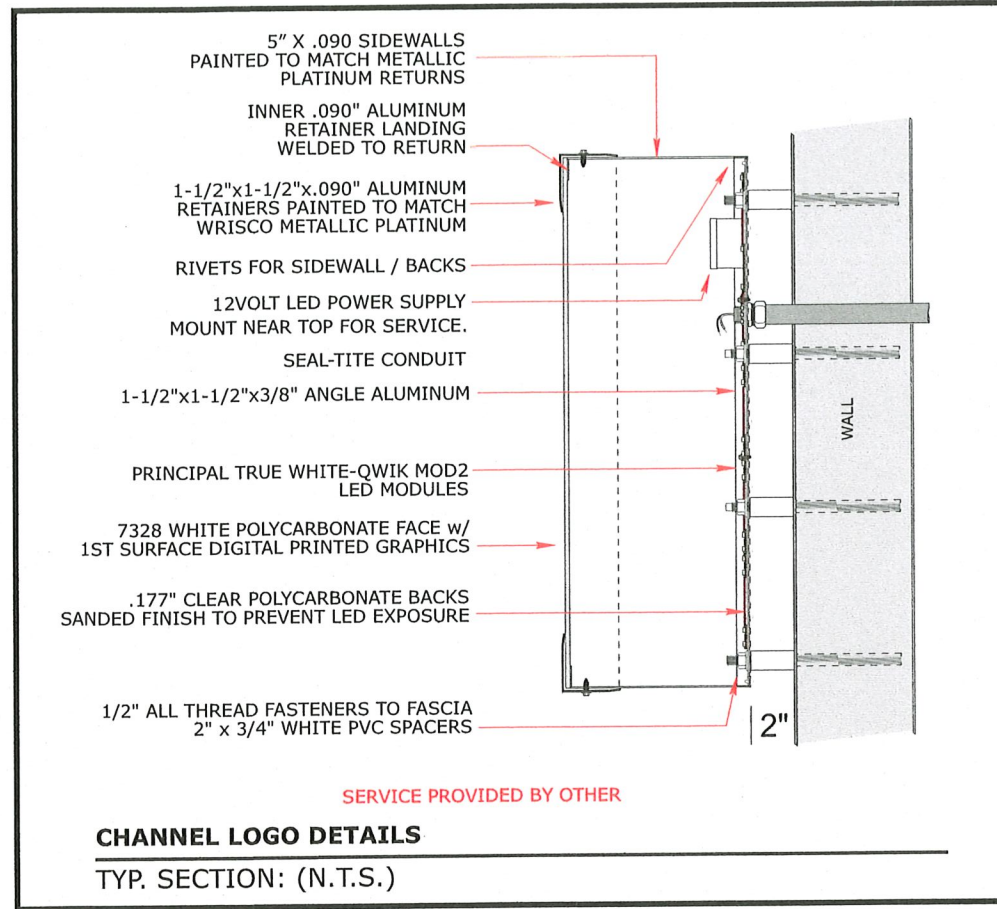 5" X .090 SIDEWALLS
PAINTED TO MATCH METALLIC
PLATINUM RETURNS
INNER .090" ALUMINUM
RETAINER LANDING
WELDED TO RETURN
1-1/2"x1-1/2"x.090" ALUMINUM
RETAINERS PAINTED TO MATCH
WRISCO METALLIC PLATINUM
RIVETS FOR SIDEWALL / BACKS
12VOLT LED POWER SUPPLY
MOUNT NEAR TOP FOR SERVICE.
SEAL-TITE CONDUIT
1-1/2"x1-1/2"x3/8" ANGLE ALUMINUM
WALL
PRINCIPAL TRUE WHITE-QWIK MOD2
LED MODULES
7328 WHITE POLYCARBONATE FACE w/
1ST SURFACE DIGITAL PRINTED GRAPHICS
.177" CLEAR POLYCARBONATE BACKS
SANDED FINISH TO PREVENT LED EXPOSURE
1/2" ALL THREAD FASTENERS TO FASCIA
2" x 3/4" WHITE PVC SPACERS
2"
SERVICE PROVIDED BY OTHER
CHANNEL LOGO DETAILS
TYP. SECTION: (N.T.S.)